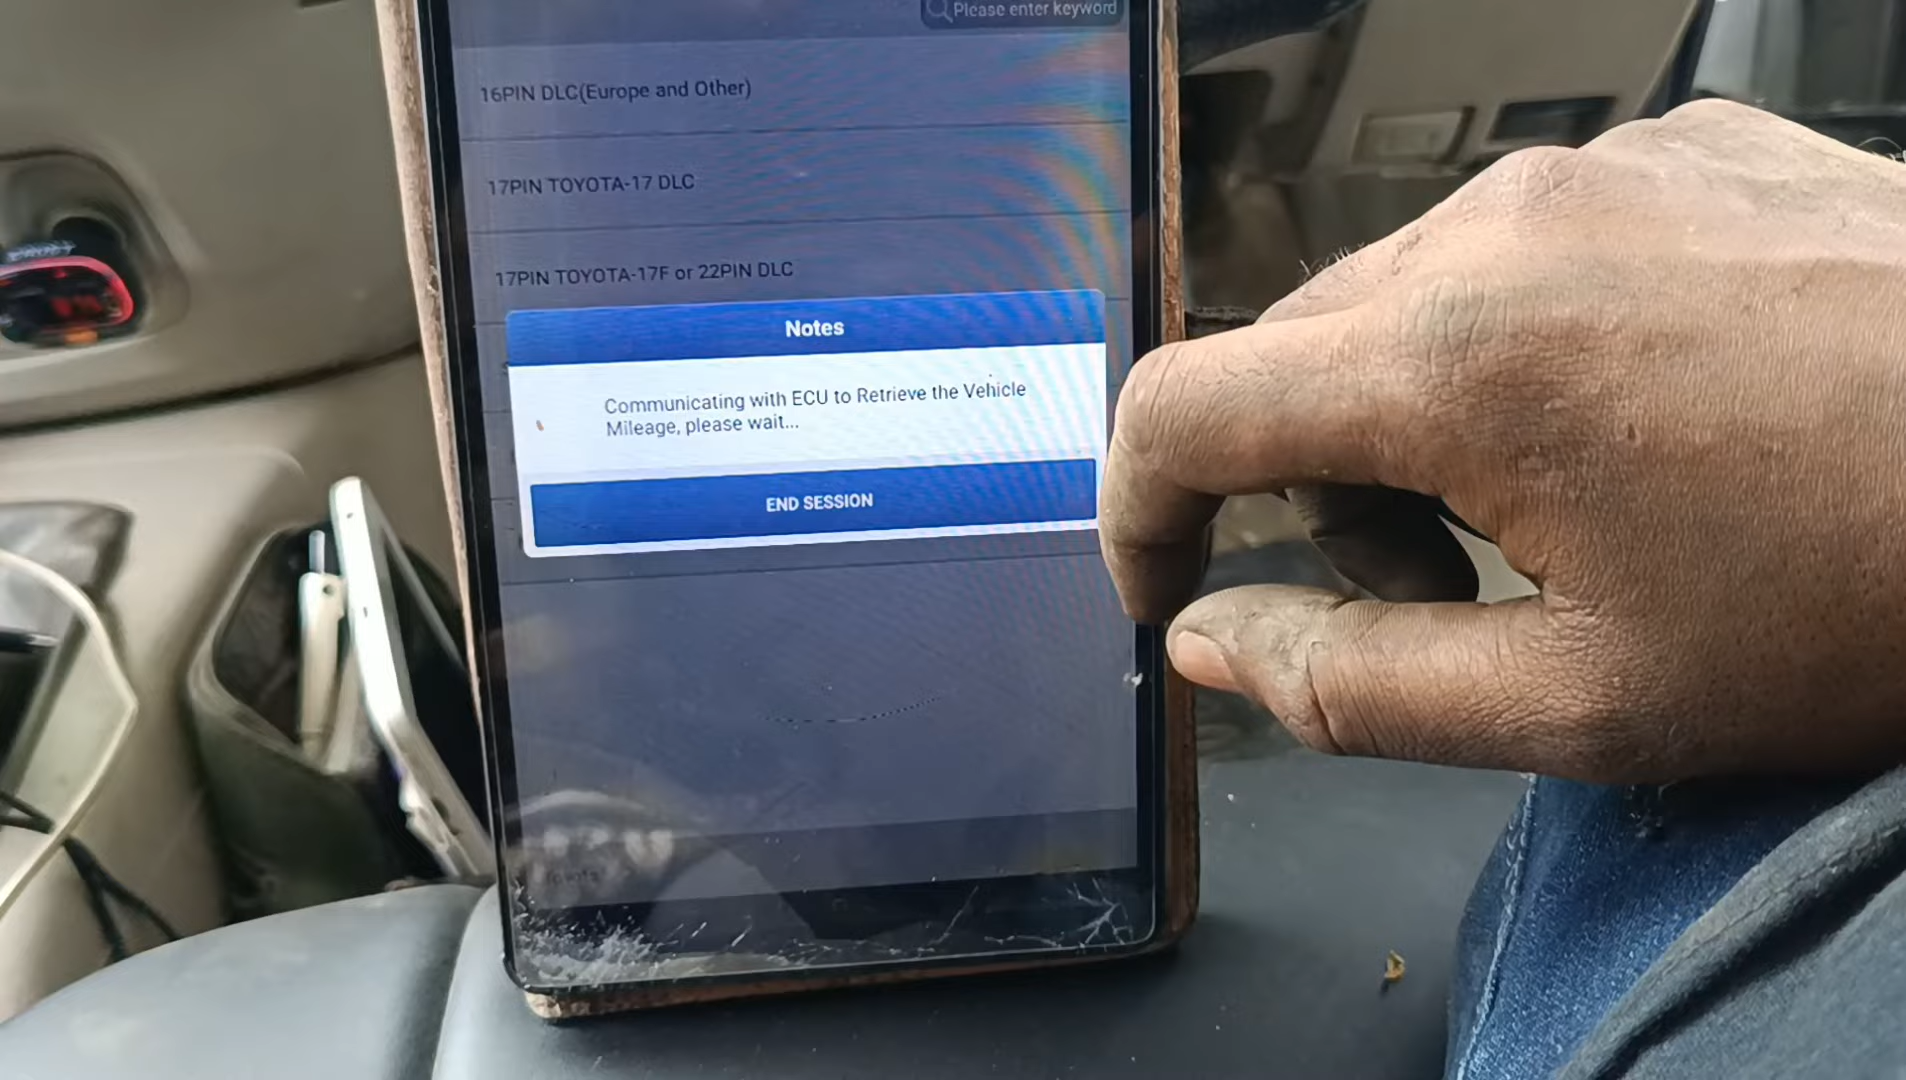 Please enter keyword
16PIN DLC(Europe and Other)
17PIN TOYOTA-17 DLC
17PIN TOYOTA-17F or 22PIN DLC
Notes
Communicating with ECU to Retrieve the Vehicle
Mileage, please wait...
END SESSION
Toyota